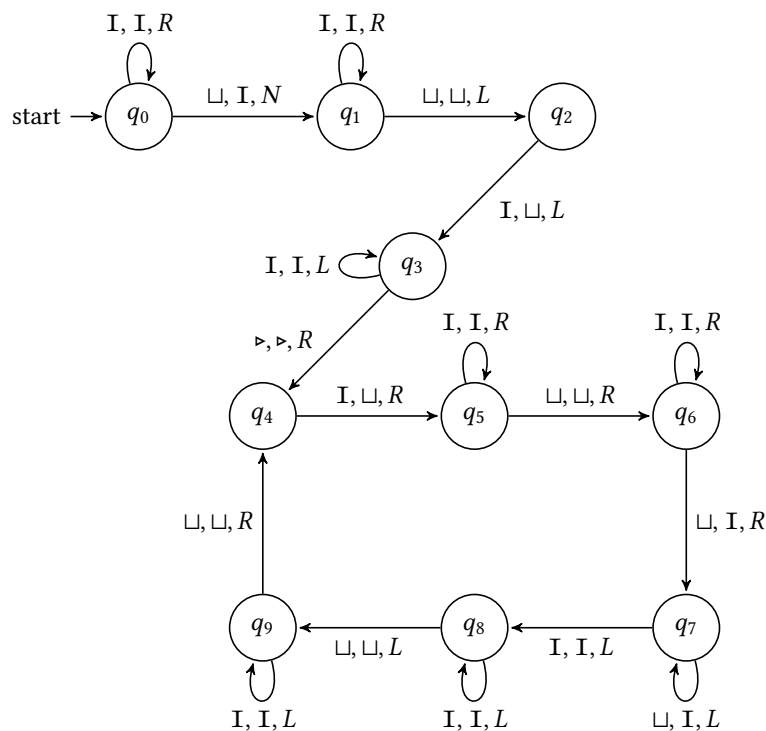 I, I, R I, I, R
start q₀ ⊔, I, N q₁ ⊔, ⊔, L q₂
I, ⊔, L
I, I, L q₃
▹, ▹, R
I, I, R I, I, R
q₄ I, ⊔, R q₅ ⊔, ⊔, R q₆
⊔, ⊔, R ⊔, I, R
q₉ ⊔, ⊔, L q₈ I, I, L q₇
I, I, L I, I, L ⊔, I, L